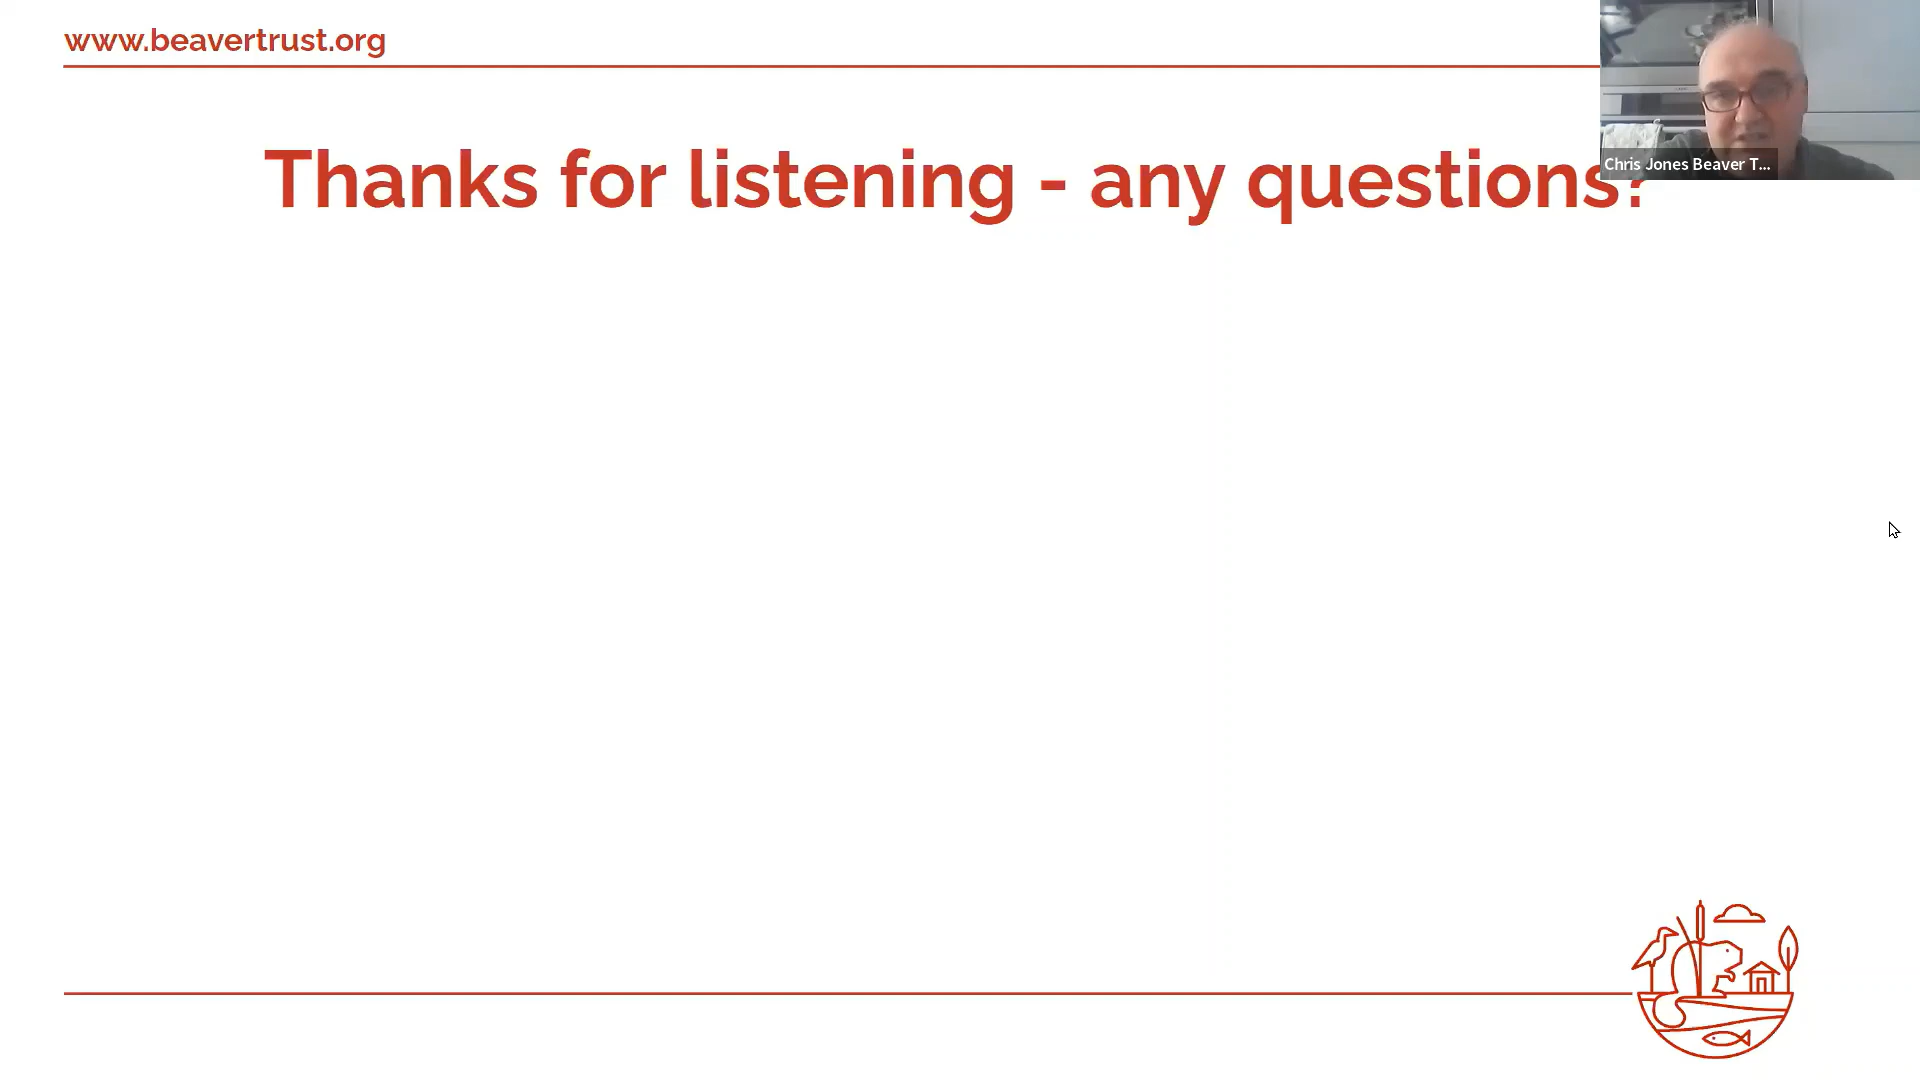 www.beavertrust.org
Thanks for listening - any questions?
Chris Jones Beaver T...